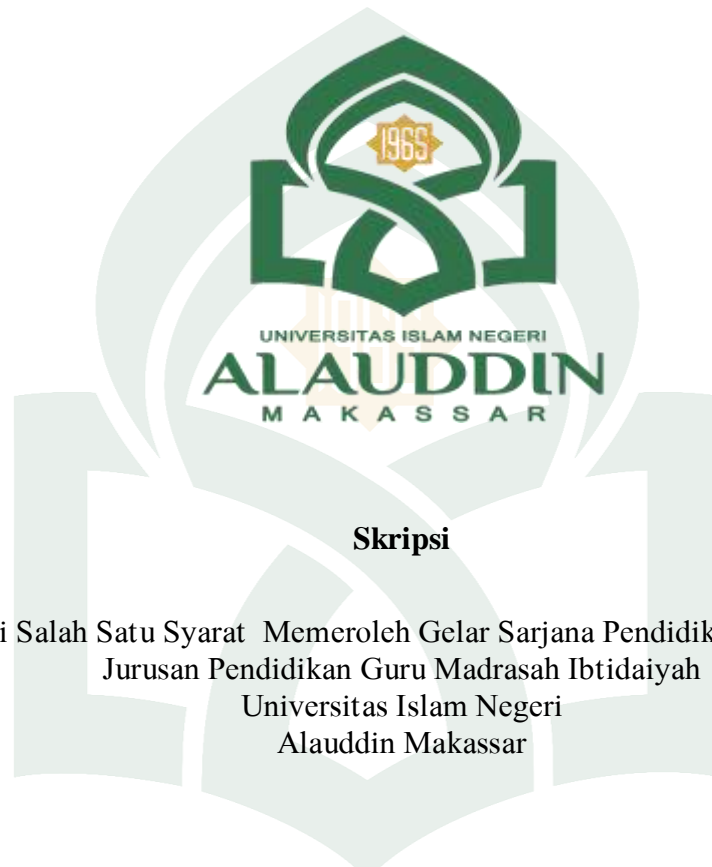 1965
UNIVERSITAS ISLAM NEGERI
ALAUDDIN
MAKASSAR
Skripsi
i Salah Satu Syarat Memeroleh Gelar Sarjana Pendidik
Jurusan Pendidikan Guru Madrasah Ibtidaiyah
Universitas Islam Negeri
Alauddin Makassar